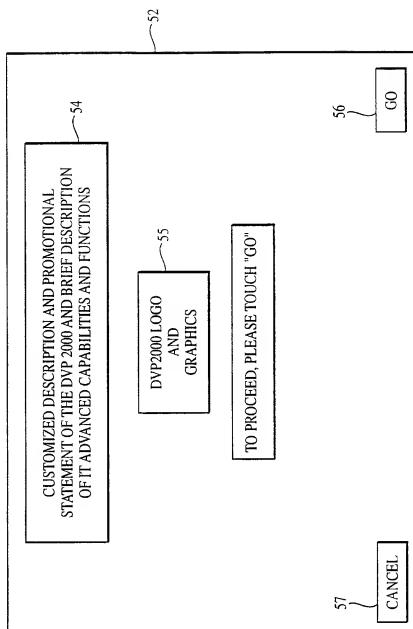 52
CUSTOMIZED DESCRIPTION AND PROMOTIONAL
STATEMENT OF THE DVP 2000 AND BRIEF DESCRIPTION
OF IT ADVANCED CAPABILITIES AND FUNCTIONS
54
DVP2000 LOGO
AND
GRAPHICS
55
TO PROCEED, PLEASE TOUCH "GO"
57
CANCEL
56
GO